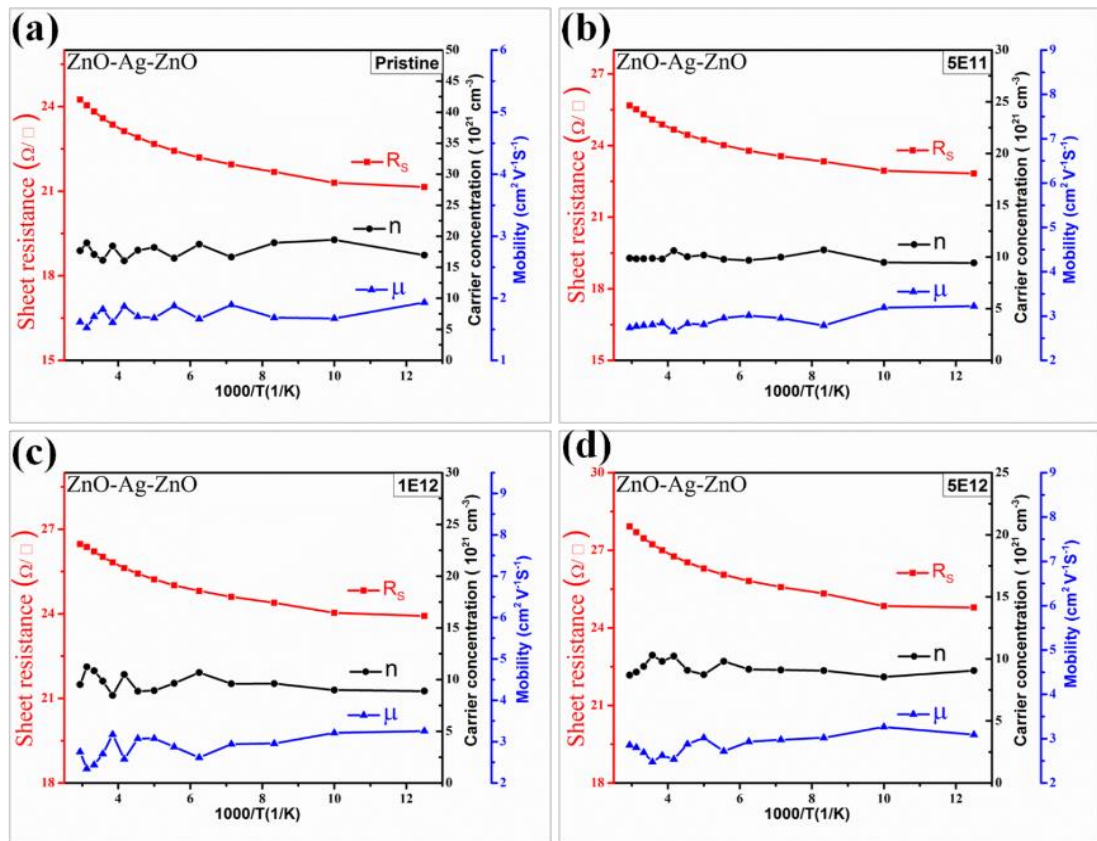 (a)
ZnO-Ag-ZnO
Pristine
Sheet resistance (Ω/□)
24
21
18
15
R_S
n
μ
50
45
40
35
30
25
20
15
10
5
0
Carrier concentration ( 10²¹ cm⁻³)
6
5
4
3
2
1
Mobility (cm² V⁻¹S⁻¹)
4 6 8 10 12
1000/T(1/K)
(b)
ZnO-Ag-ZnO
5E11
Sheet resistance (Ω/□)
27
24
21
18
15
R_S
n
μ
30
25
20
15
10
5
0
Carrier concentration ( 10²¹ cm⁻³)
9
8
7
6
5
4
3
2
Mobility (cm² V⁻¹S⁻¹)
4 6 8 10 12
1000/T(1/K)
(c)
ZnO-Ag-ZnO
1E12
Sheet resistance (Ω/□)
27
24
21
18
R_S
n
μ
30
25
20
15
10
5
0
Carrier concentration ( 10²¹ cm⁻³)
9
8
7
6
5
4
3
2
Mobility (cm² V⁻¹S⁻¹)
4 6 8 10 12
1000/T(1/K)
(d)
ZnO-Ag-ZnO
5E12
Sheet resistance (Ω/□)
30
27
24
21
18
R_S
n
μ
25
20
15
10
5
0
Carrier concentration ( 10²¹ cm⁻³)
9
8
7
6
5
4
3
2
Mobility (cm² V⁻¹S⁻¹)
4 6 8 10 12
1000/T(1/K)